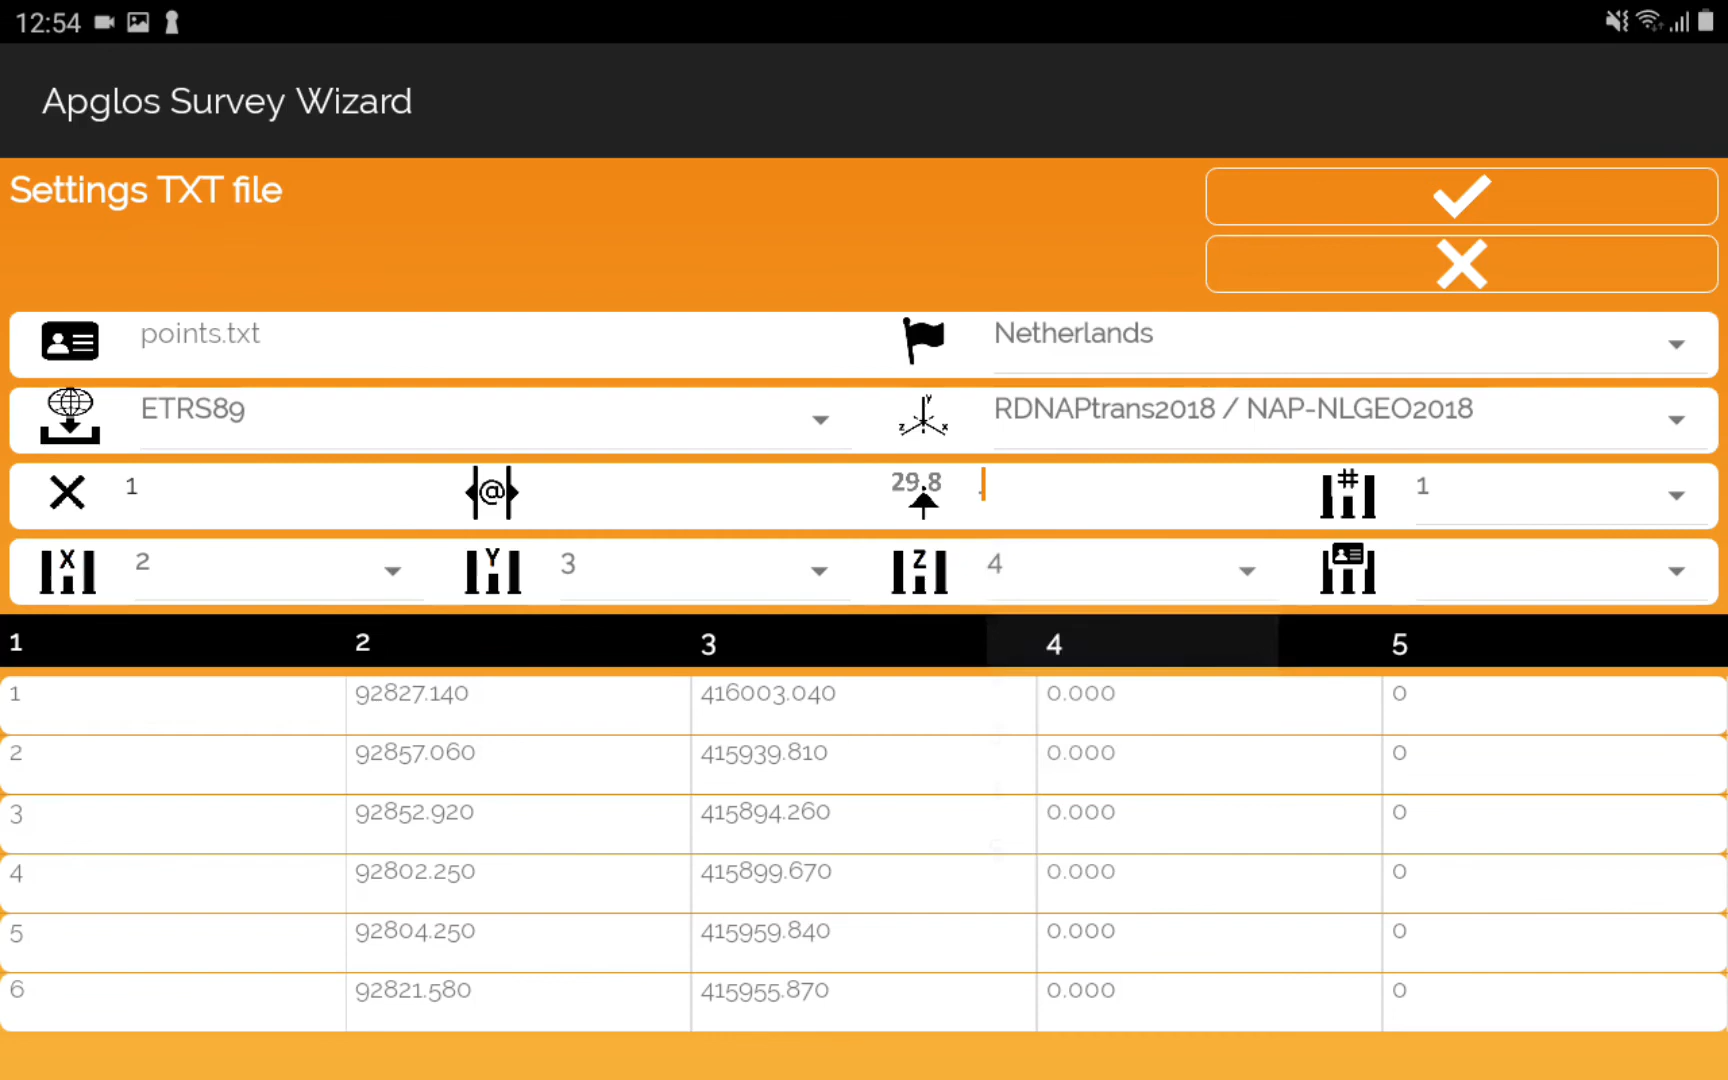 12:54
Apglos Survey Wizard
Settings TXT file
points.txt
Netherlands
ETRS89
RDNAPtrans2018 / NAP-NLGEO2018
1
@
29.8
.
#
1
X
2
Y
3
Z
4
1 2 3 4 5
1 92827.140 416003.040 0.000 0
2 92857.060 415939.810 0.000 0
3 92852.920 415894.260 0.000 0
4 92802.250 415899.670 0.000 0
5 92804.250 415959.840 0.000 0
6 92821.580 415955.870 0.000 0